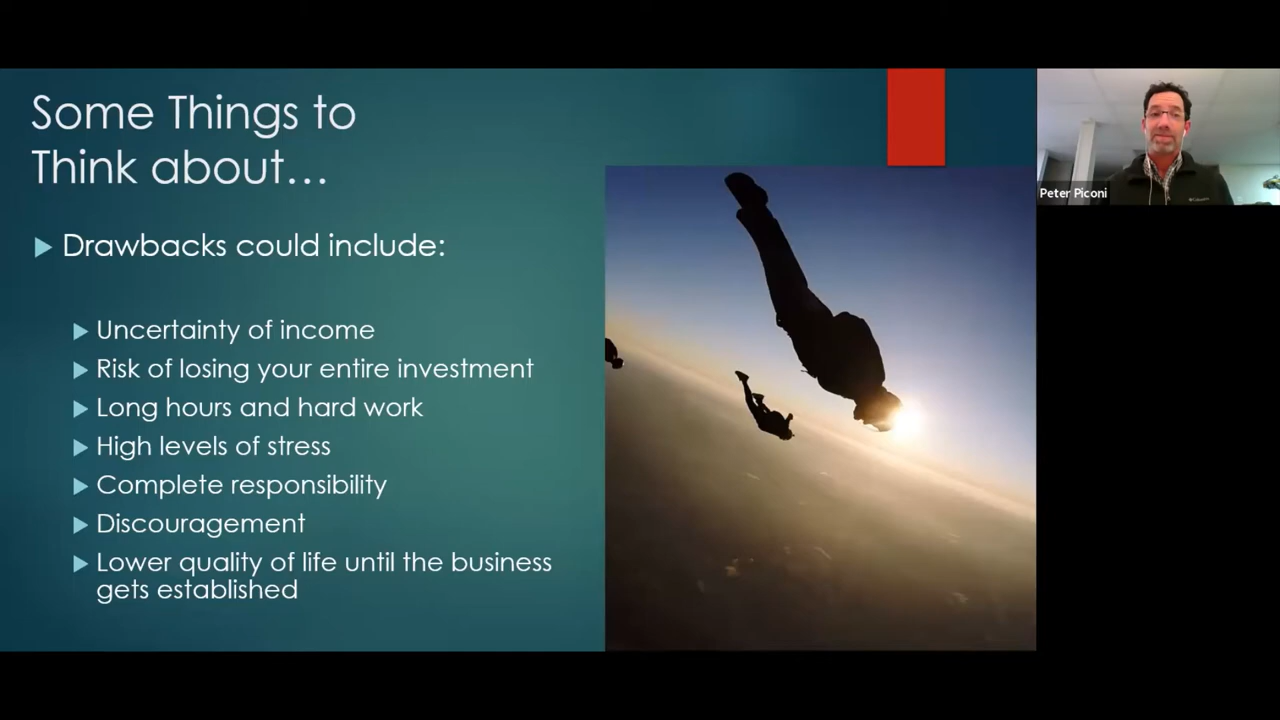 Some Things to
Think about…
Drawbacks could include:
Uncertainty of income
Risk of losing your entire investment
Long hours and hard work
High levels of stress
Complete responsibility
Discouragement
Lower quality of life until the business
gets established
Peter Piconi